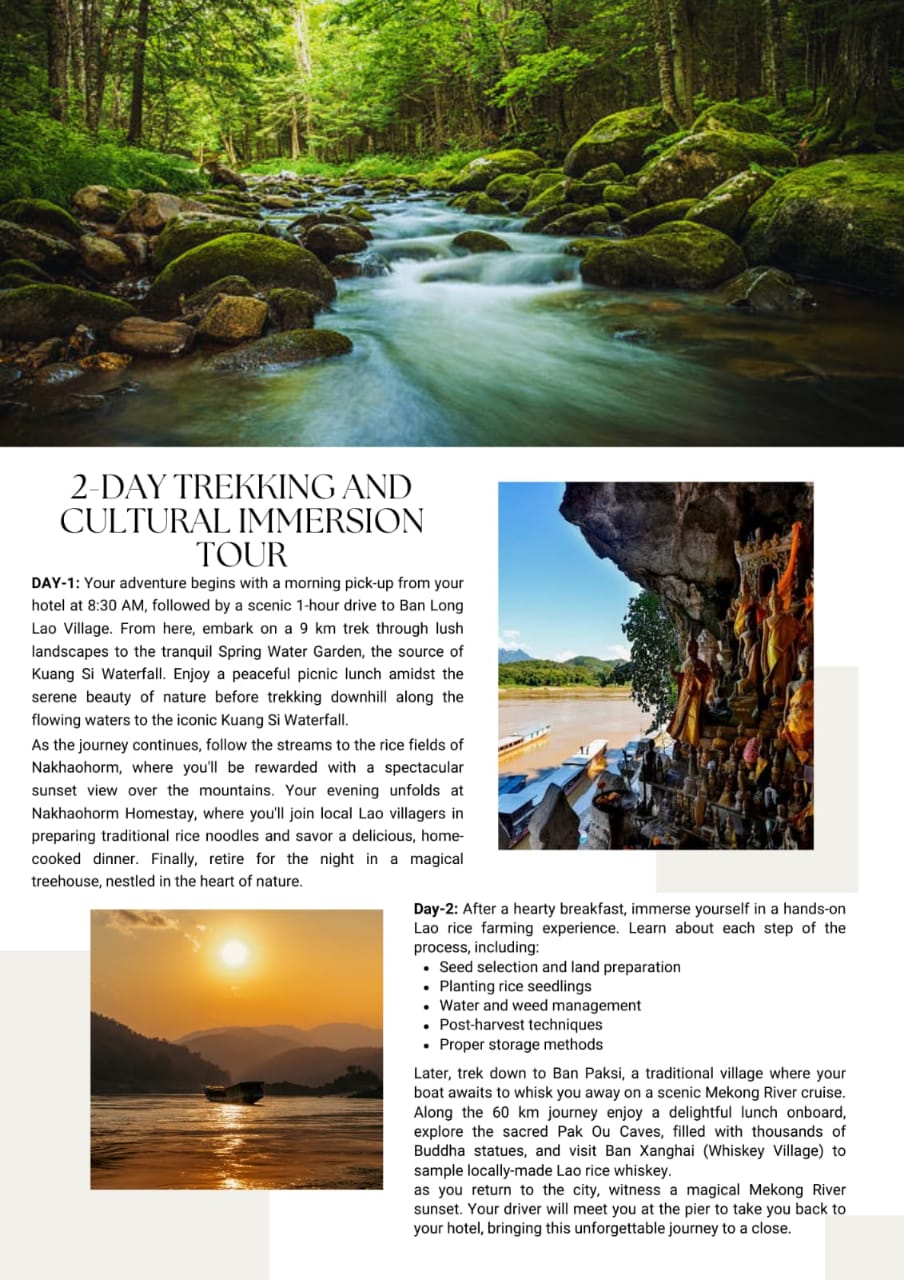 2-DAY TREKKING AND
CULTURAL IMMERSION
TOUR
DAY-1: Your adventure begins with a morning pick-up from your
hotel at 8:30 AM, followed by a scenic 1-hour drive to Ban Long
Lao Village. From here, embark on a 9 km trek through lush
landscapes to the tranquil Spring Water Garden, the source of
Kuang Si Waterfall. Enjoy a peaceful picnic lunch amidst the
serene beauty of nature before trekking downhill along the
flowing waters to the iconic Kuang Si Waterfall.
As the journey continues, follow the streams to the rice fields of
Nakhaohorm, where you'll be rewarded with a spectacular
sunset view over the mountains. Your evening unfolds at
Nakhaohorm Homestay, where you'll join local Lao villagers in
preparing traditional rice noodles and savor a delicious, home-
cooked dinner. Finally, retire for the night in a magical
treehouse, nestled in the heart of nature.
Day-2: After a hearty breakfast, immerse yourself in a hands-on
Lao rice farming experience. Learn about each step of the
process, including:
• Seed selection and land preparation
• Planting rice seedlings
• Water and weed management
• Post-harvest techniques
• Proper storage methods
Later, trek down to Ban Paksi, a traditional village where your
boat awaits to whisk you away on a scenic Mekong River cruise.
Along the 60 km journey enjoy a delightful lunch onboard,
explore the sacred Pak Ou Caves, filled with thousands of
Buddha statues, and visit Ban Xanghai (Whiskey Village) to
sample locally-made Lao rice whiskey.
as you return to the city, witness a magical Mekong River
sunset. Your driver will meet you at the pier to take you back to
your hotel, bringing this unforgettable journey to a close.